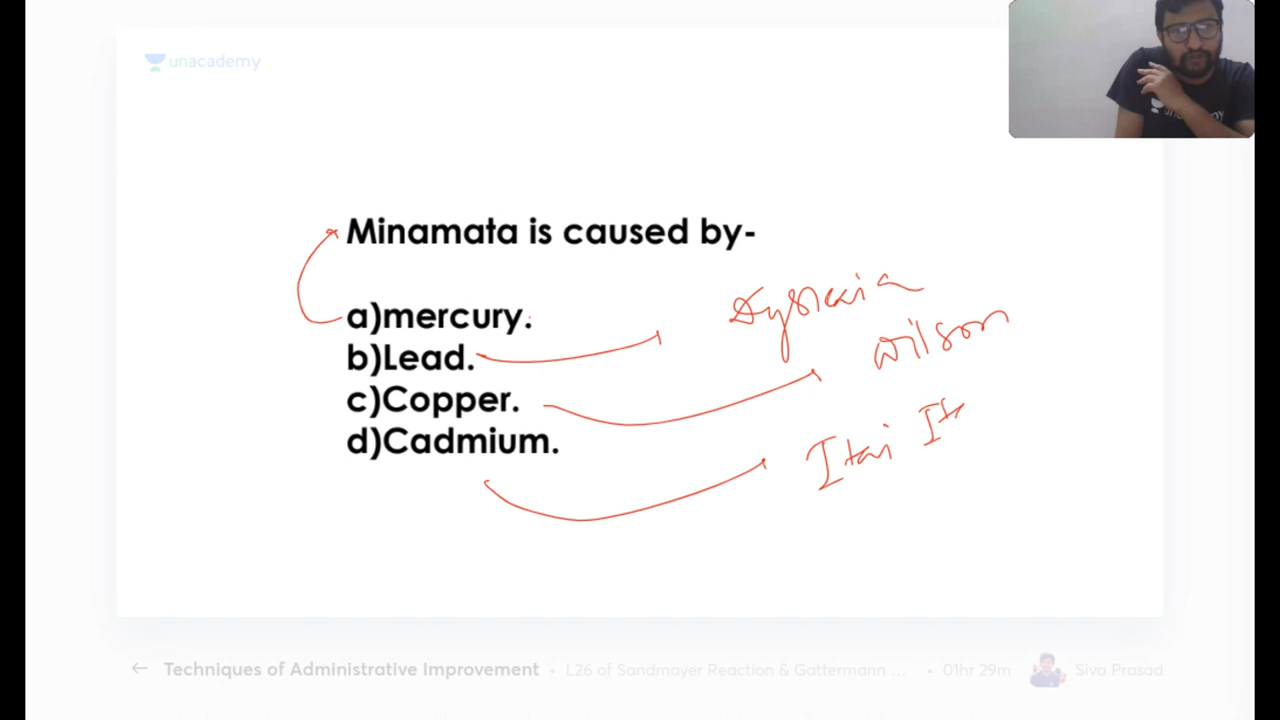 unacademy
Minamata is caused by-
a)mercury.
b)Lead.
c)Copper.
d)Cadmium.
Wilson
Itai It
← Techniques of Administrative Improvement • L26 of Sandmayer Reaction & Gattermann ... • 01hr 29m Siva Prasad